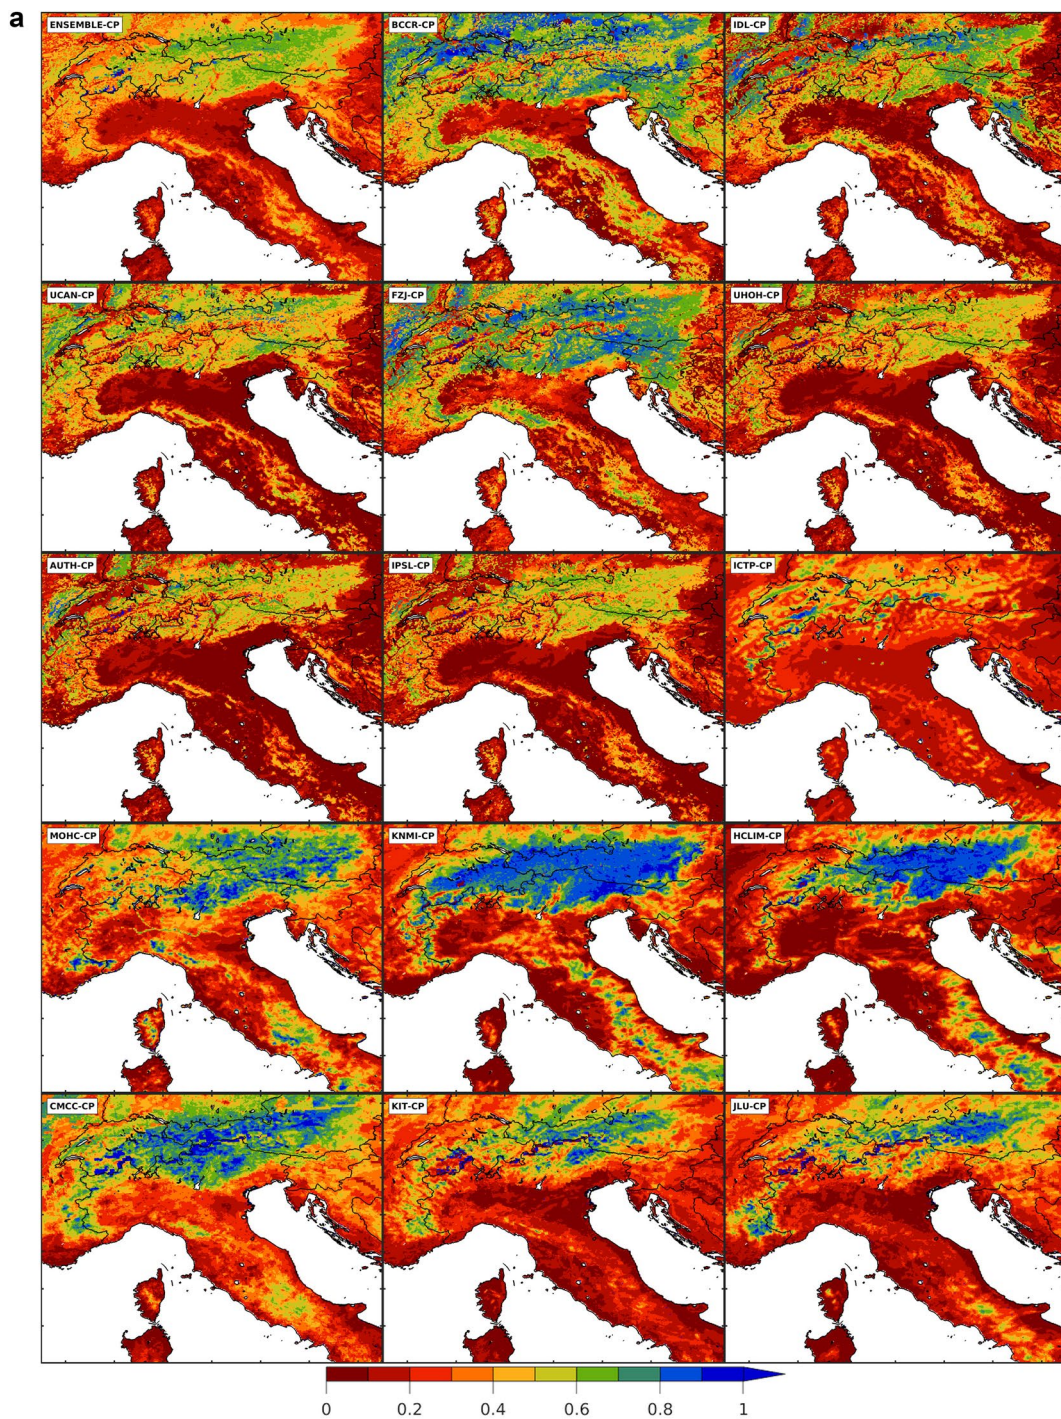 a
ENSEMBLE-CP
BCCR-CP
IDL-CP
UCAN-CP
FZJ-CP
UHOH-CP
AUTH-CP
IPSL-CP
ICTP-CP
MOHC-CP
KNMI-CP
HCLIM-CP
CMCC-CP
KIT-CP
JLU-CP
0 0.2 0.4 0.6 0.8 1